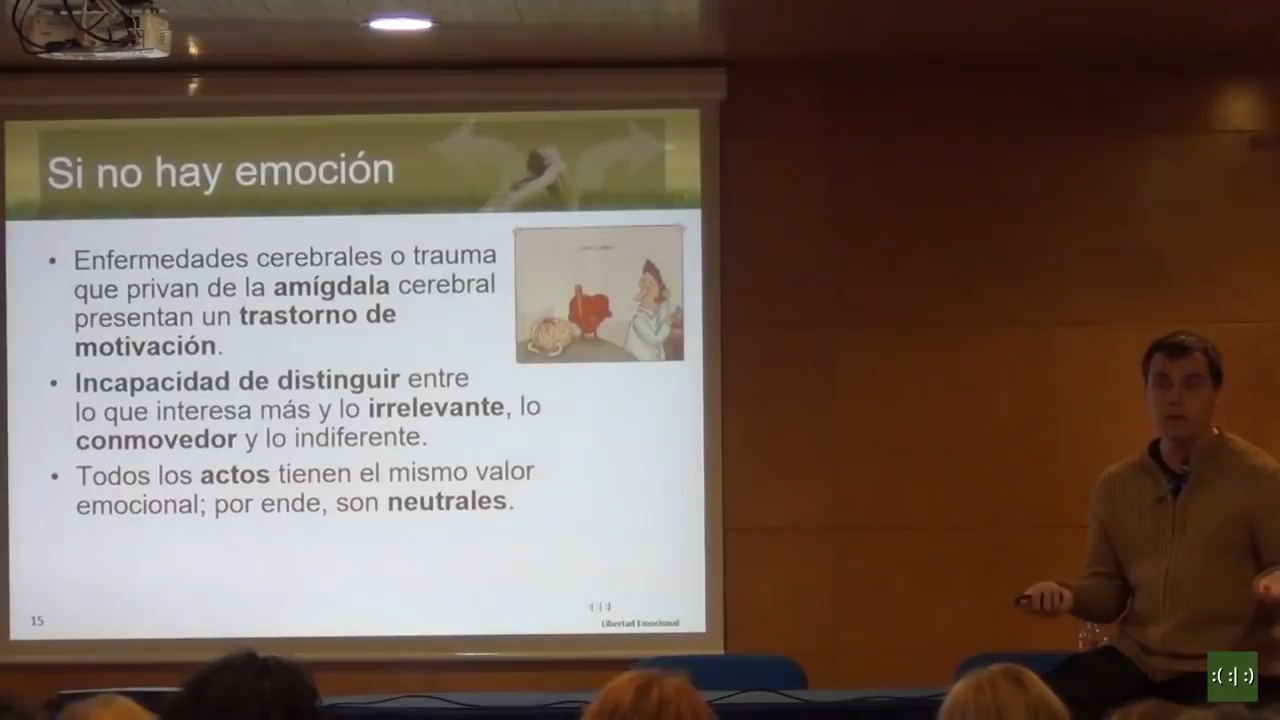 Si no hay emoción
• Enfermedades cerebrales o trauma
que privan de la amígdala cerebral
presentan un trastorno de
motivación.
• Incapacidad de distinguir entre
lo que interesa más y lo irrelevante, lo
conmovedor y lo indiferente.
• Todos los actos tienen el mismo valor
emocional; por ende, son neutrales.
15
:( :| :)
Libertad Emocional
:( :| :)